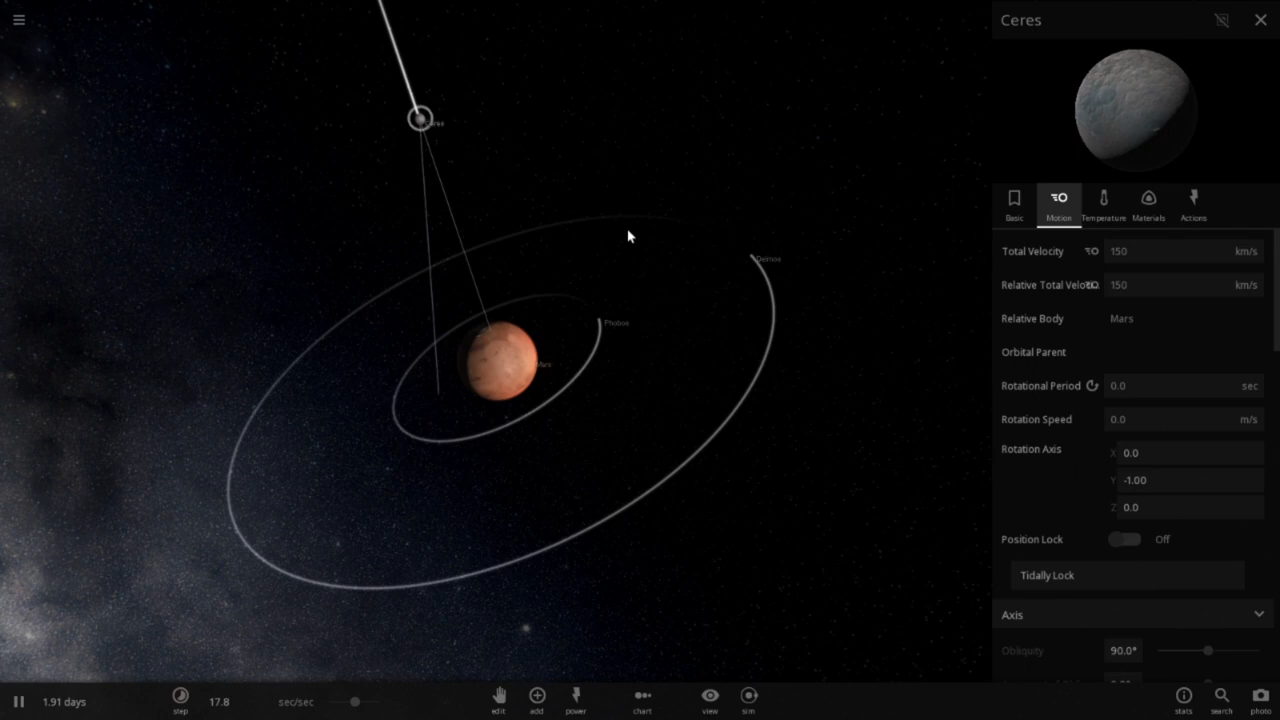 Ceres
Deimos
Phobos
Mars
Basic
Motion
Temperature
Materials
Actions
Total Velocity 150 km/s
Relative Total Velo 150 km/s
Relative Body Mars
Orbital Parent
Rotational Period 0.0 sec
Rotation Speed 0.0 m/s
Rotation Axis X 0.0
Y -1.00
Z 0.0
Position Lock Off
Tidally Lock
Axis
Obliquity 90.0°
1.91 days
step
17.8 sec/sec
edit
add
power
chart
view
sim
stats
search
photo